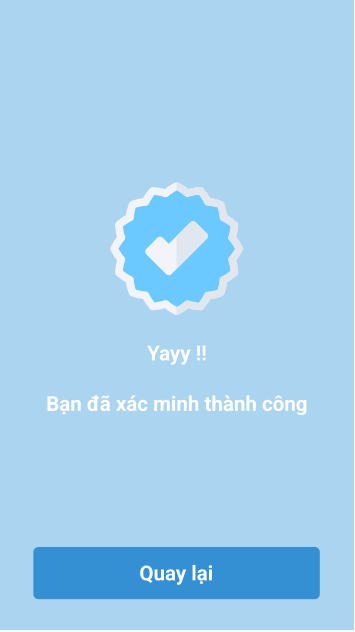 Yayy !!
Bạn đã xác minh thành công
Quay lại